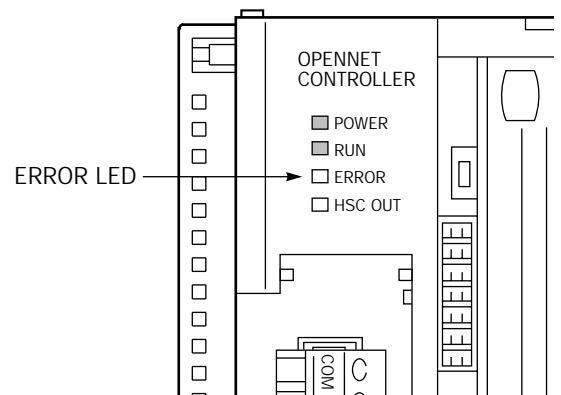 OPENNET
CONTROLLER
POWER
RUN
ERROR LED
ERROR
HSC OUT
COM